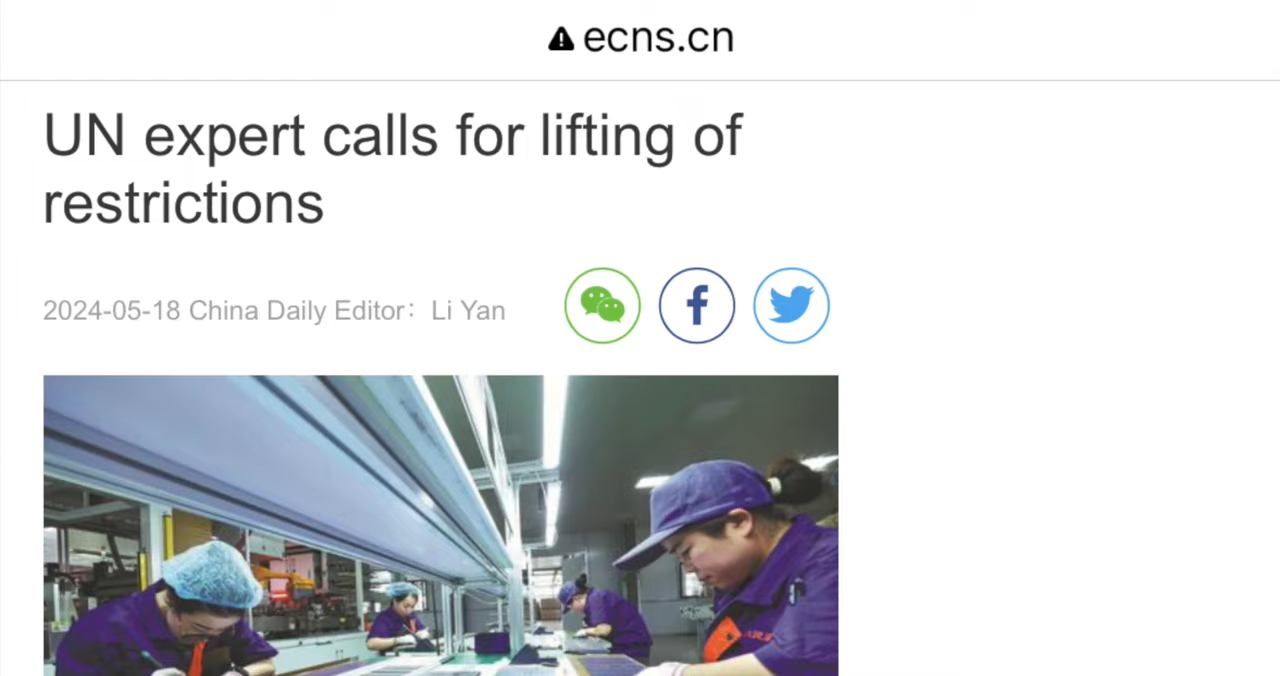 ecns.cn
UN expert calls for lifting of
restrictions
2024-05-18 China Daily Editor：Li Yan